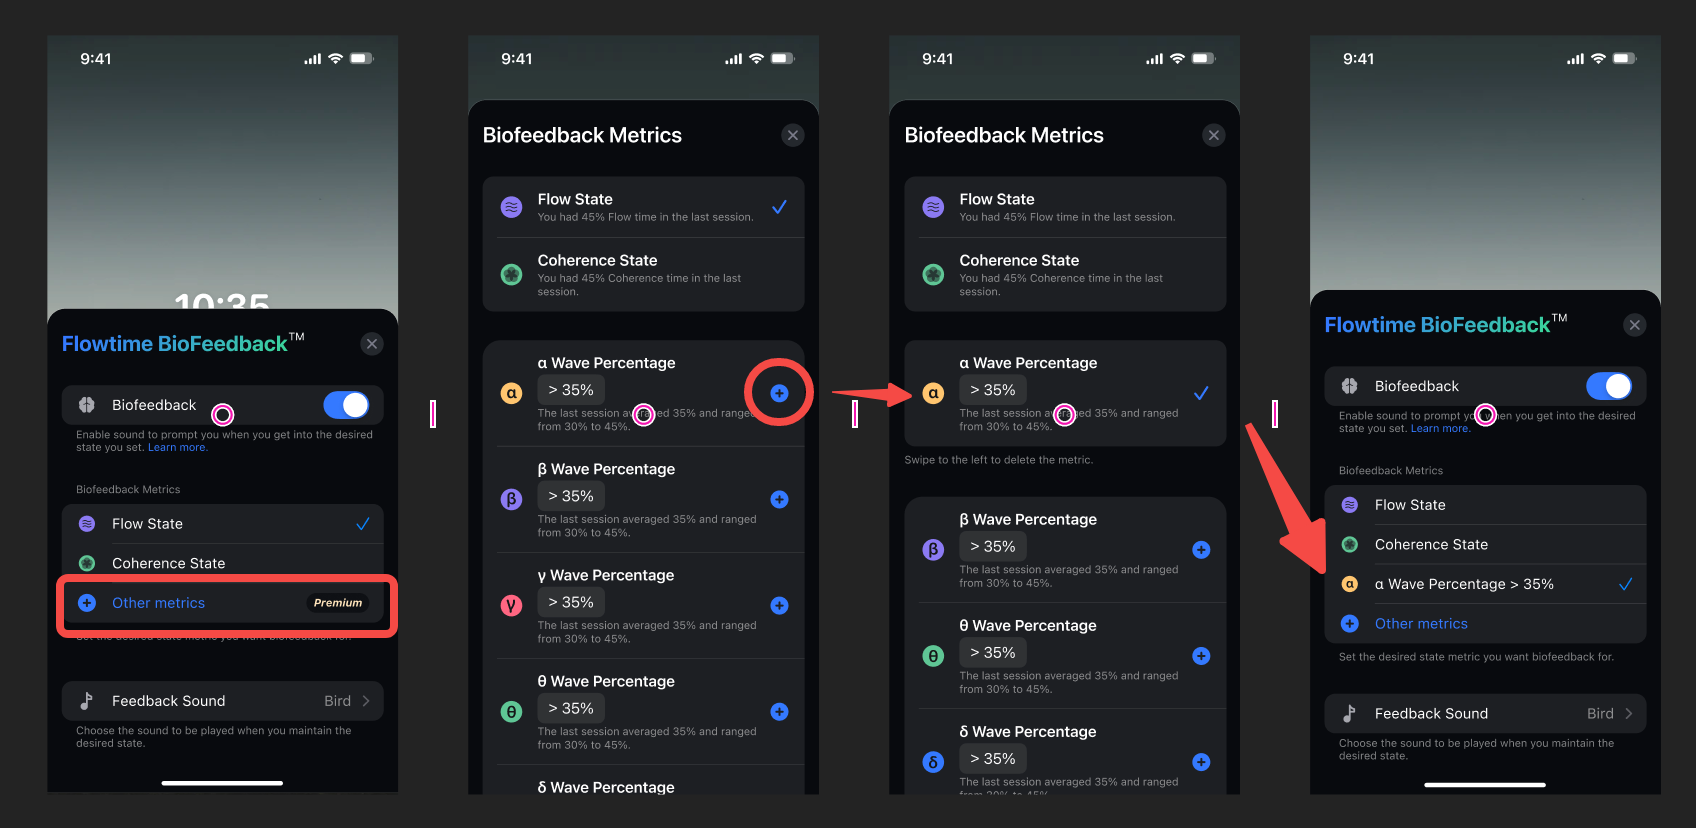 9:41
10:35
Flowtime BioFeedback™
Biofeedback
Enable sound to prompt you when you get into the desired
state you set. Learn more.
Biofeedback Metrics
Flow State
Coherence State
Other metrics Premium
Set the desired state metric you want biofeedback for.
Feedback Sound Bird
Choose the sound to be played when you maintain the
desired state.
9:41
Biofeedback Metrics
Flow State
You had 45% Flow time in the last session.
Coherence State
You had 45% Coherence time in the last
session.
α Wave Percentage
> 35%
α
The last session averaged 35% and ranged
from 30% to 45%.
β Wave Percentage
> 35%
β
The last session averaged 35% and ranged
from 30% to 45%.
γ Wave Percentage
> 35%
γ
The last session averaged 35% and ranged
from 30% to 45%.
θ Wave Percentage
> 35%
θ
The last session averaged 35% and ranged
from 30% to 45%.
δ Wave Percentage
9:41
Biofeedback Metrics
Flow State
You had 45% Flow time in the last session.
Coherence State
You had 45% Coherence time in the last
session.
α Wave Percentage
> 35%
α
The last session averaged 35% and ranged
from 30% to 45%.
Swipe to the left to delete the metric.
β Wave Percentage
> 35%
β
The last session averaged 35% and ranged
from 30% to 45%.
θ Wave Percentage
> 35%
θ
The last session averaged 35% and ranged
from 30% to 45%.
δ Wave Percentage
> 35%
δ
The last session averaged 35% and ranged
from 30% to 45%.
9:41
Flowtime BioFeedback™
Biofeedback
Enable sound to prompt you when you get into the desired
state you set. Learn more.
Biofeedback Metrics
Flow State
Coherence State
α α Wave Percentage > 35%
Other metrics
Set the desired state metric you want biofeedback for.
Feedback Sound Bird
Choose the sound to be played when you maintain the
desired state.